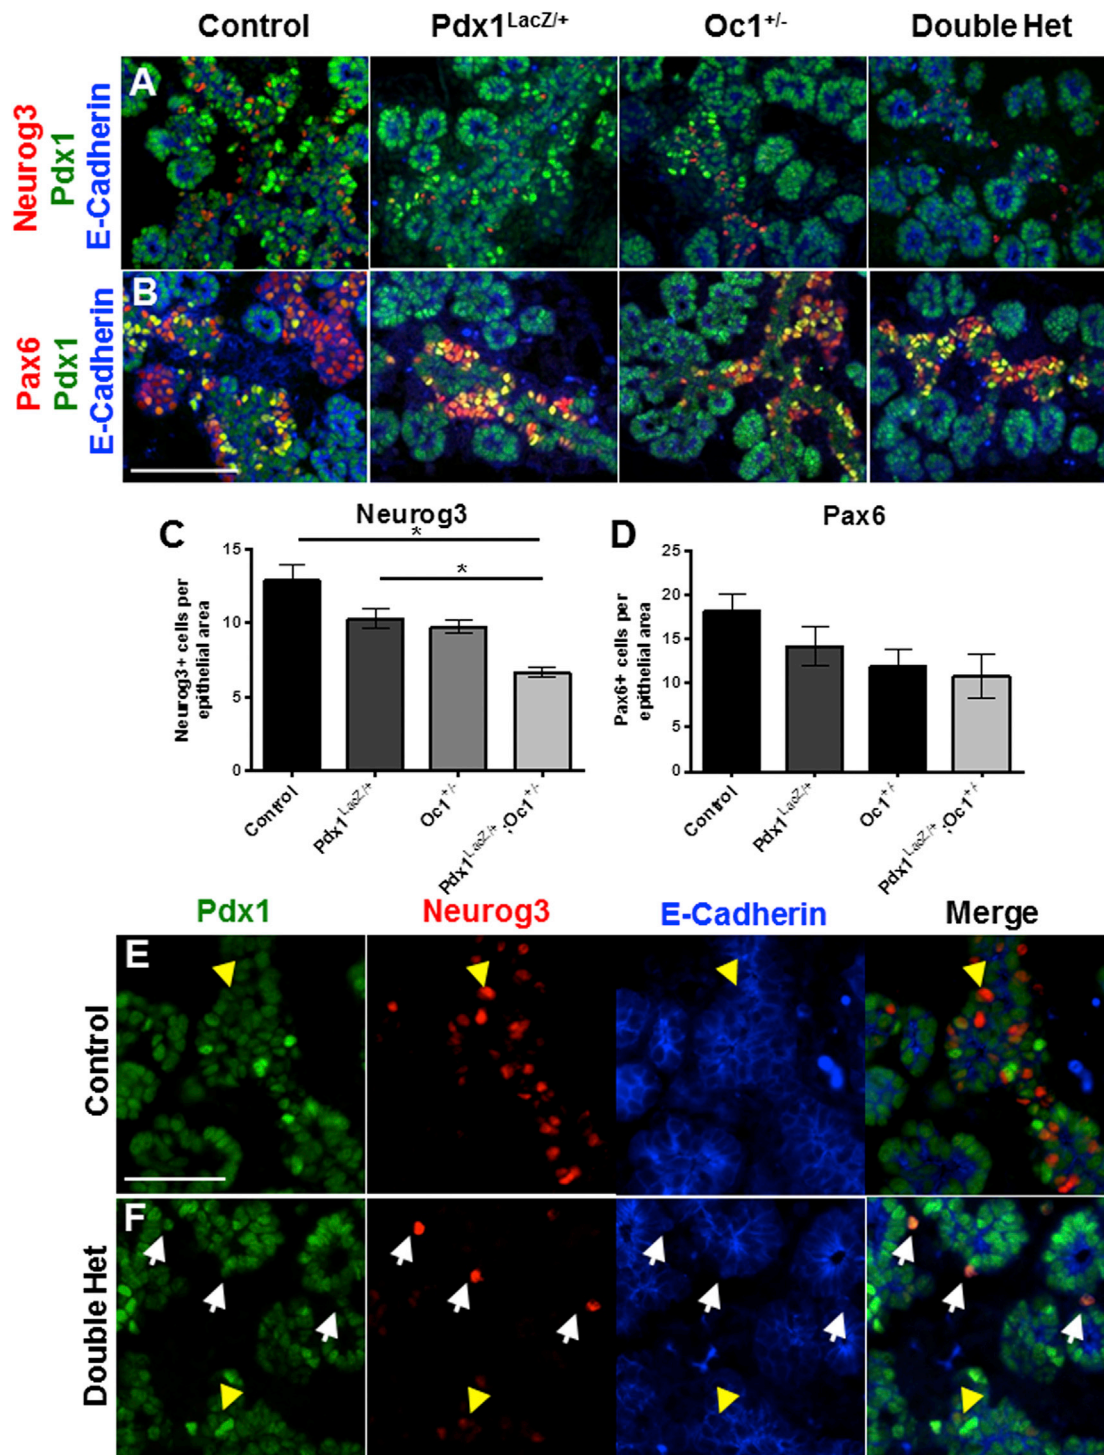 Control Pdx1LacZ/+ Oc1+/- Double Het
A
Neurog3
Pdx1
E-Cadherin
B
Pax6
Pdx1
E-Cadherin
C
Neurog3
*
*
Neurog3+ cells per
epithelial area
15
10
5
0
Control
Pdx1LacZ/+
Oc1+/-
Pdx1LacZ/+;Oc1+/-
D
Pax6
Pax6+ cells per
epithelial area
25
20
15
10
5
0
Control
Pdx1LacZ/+
Oc1+/-
Pdx1LacZ/+;Oc1+/-
Pdx1 Neurog3 E-Cadherin Merge
E
Control
F
Double Het